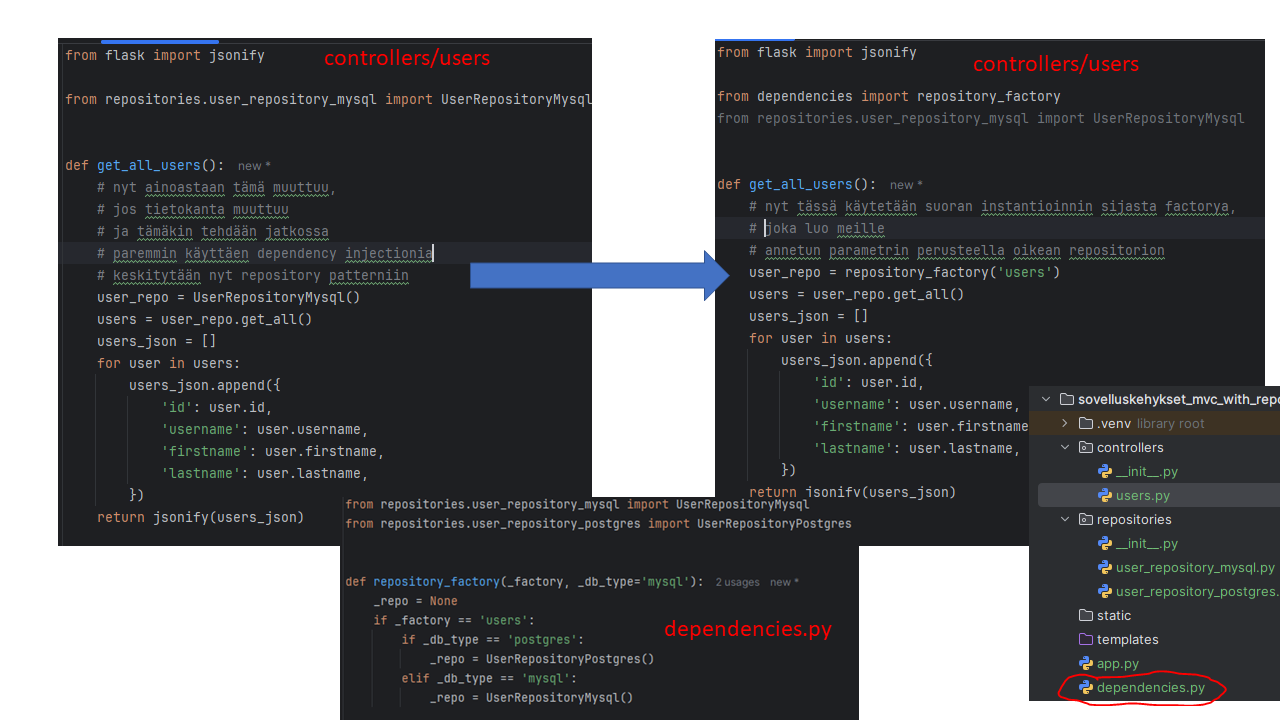 controllers/users
from flask import jsonify
from repositories.user_repository_mysql import UserRepositoryMysql
def get_all_users(): new *
# nyt ainoastaan tämä muuttuu,
# jos tietokanta muuttuu
# ja tämäkin tehdään jatkossa
# paremmin käyttäen dependency injectionia
# keskitytään nyt repository patterniin
user_repo = UserRepositoryMysql()
users = user_repo.get_all()
users_json = []
for user in users:
users_json.append({
'id': user.id,
'username': user.username,
'firstname': user.firstname,
'lastname': user.lastname,
})
return jsonify(users_json)
controllers/users
from flask import jsonify
from dependencies import repository_factory
from repositories.user_repository_mysql import UserRepositoryMysql
def get_all_users(): new *
# nyt tässä käytetään suoran instantioinnin sijasta factorya,
# joka luo meille
# annetun parametrin perusteella oikean repositorion
user_repo = repository_factory('users')
users = user_repo.get_all()
users_json = []
for user in users:
users_json.append({
'id': user.id,
'username': user.username,
'firstname': user.firstname
'lastname': user.lastname,
})
return jsonify(users_json)
from repositories.user_repository_mysql import UserRepositoryMysql
from repositories.user_repository_postgres import UserRepositoryPostgres
def repository_factory(_factory, _db_type='mysql'): 2 usages new *
_repo = None
if _factory == 'users':
if _db_type == 'postgres':
_repo = UserRepositoryPostgres()
elif _db_type == 'mysql':
_repo = UserRepositoryMysql()
dependencies.py
sovelluskehykset_mvc_with_repo
.venv library root
controllers
__init__.py
users.py
repositories
__init__.py
user_repository_mysql.py
user_repository_postgres.
static
templates
app.py
dependencies.py